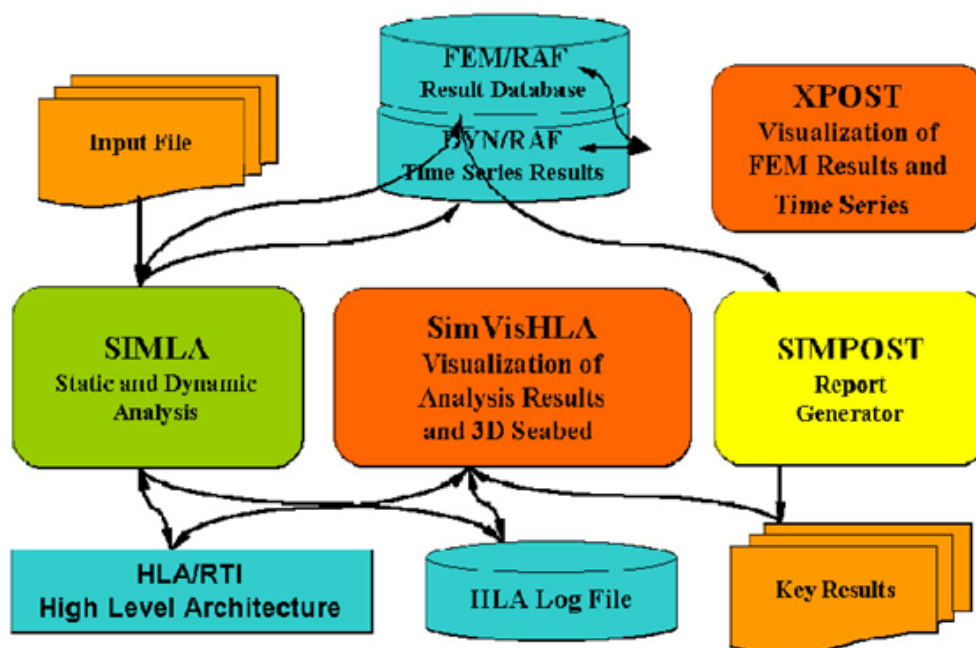 FEM/RAF
Result Database
DYN/RAF
Time Series Results
Input File
XPOST
Visualization of
FEM Results and
Time Series
SIMLA
Static and Dynamic
Analysis
SimVisHLA
Visualization of
Analysis Results
and 3D Seabed
SIMPOST
Report
Generator
HLA/RTI
High Level Architecture
HLA Log File
Key Results